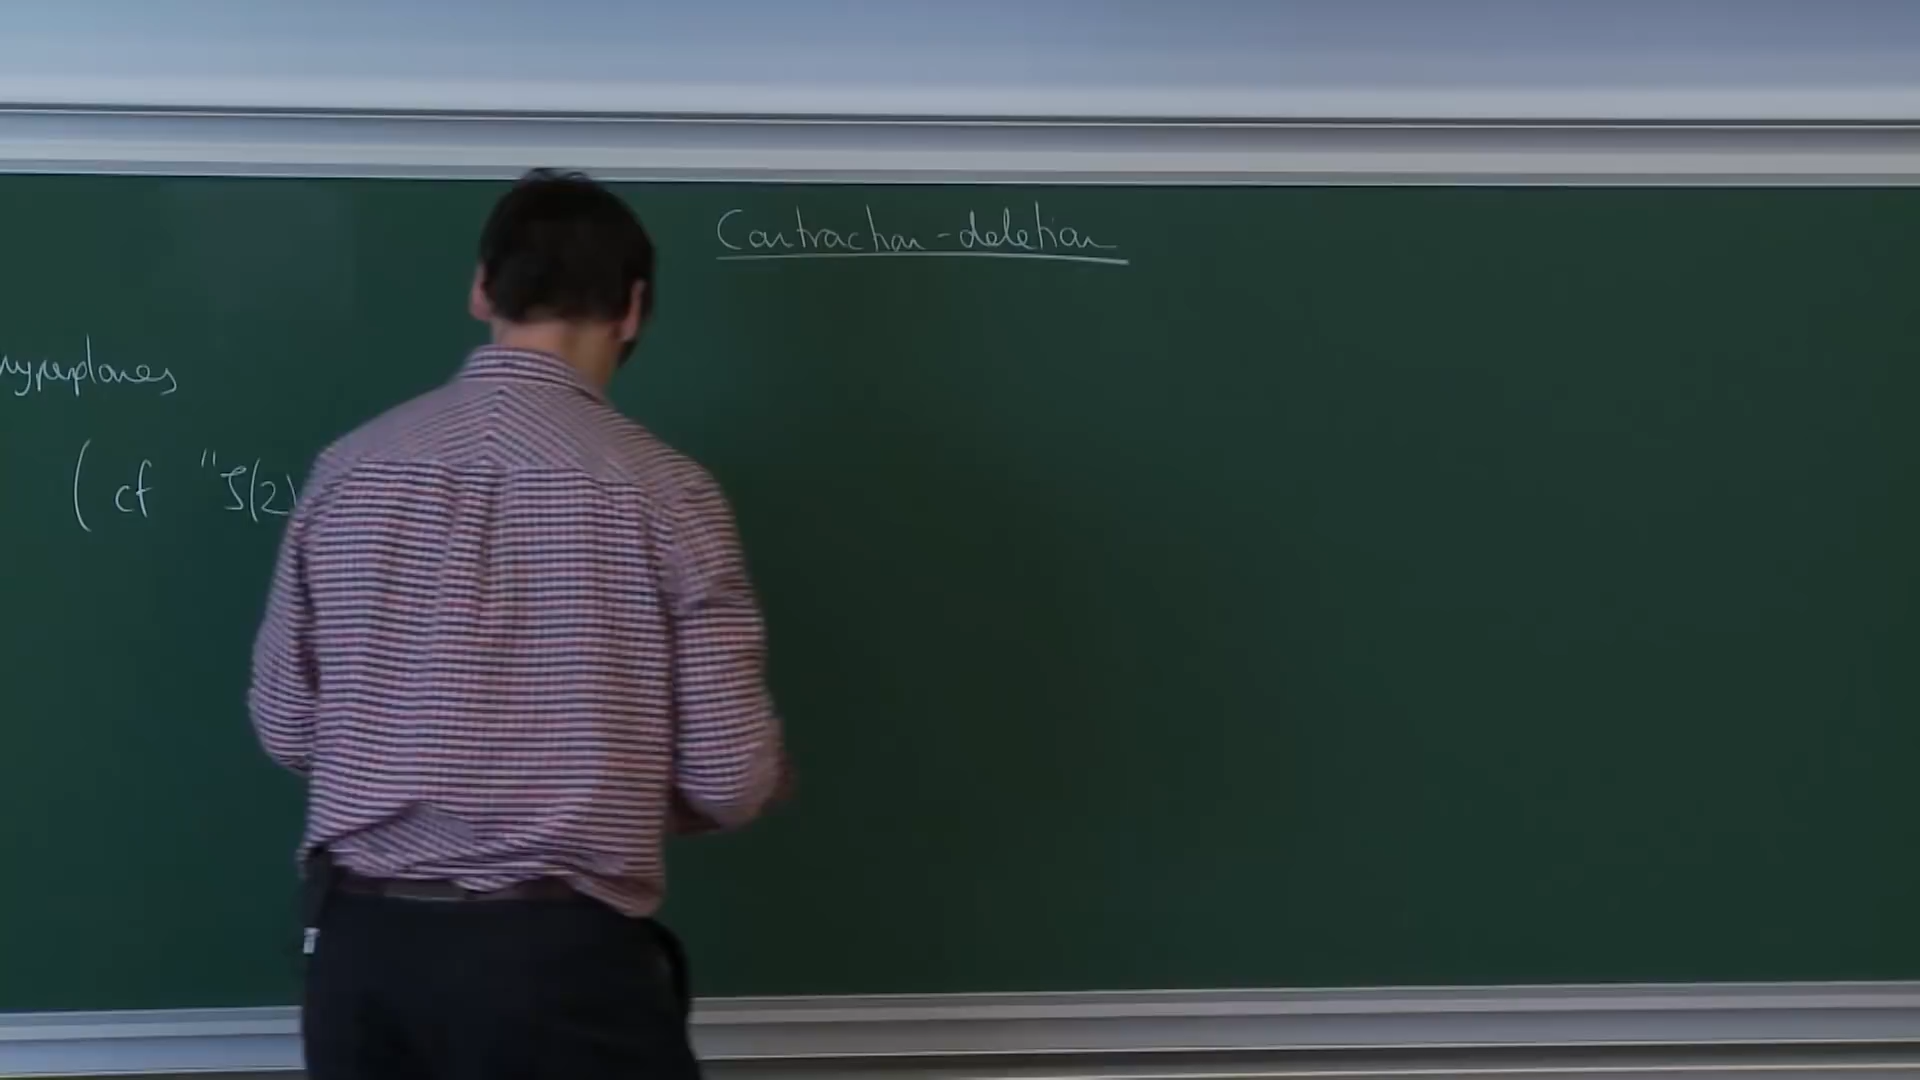 Contraction-deletion
hyperplanes
( cf "ζ(2)